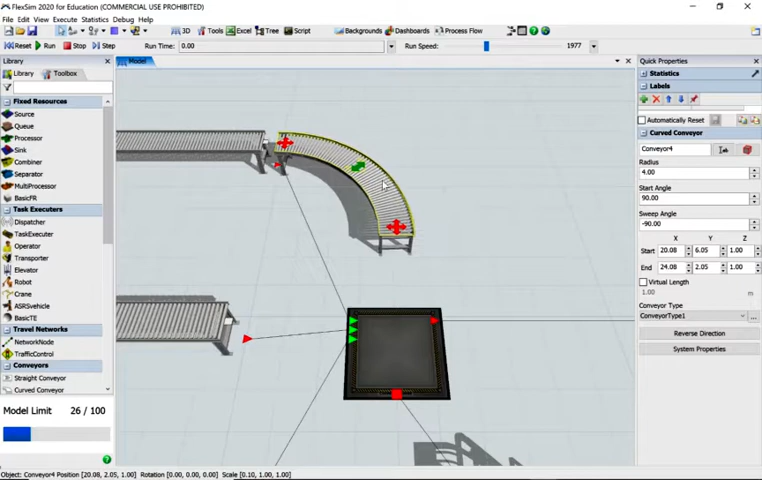 FlexSim 2020 for Education (COMMERCIAL USE PROHIBITED)
File Edit View Execute Statistics Debug Help
3D Tools Excel Tree Script Backgrounds Dashboards Process Flow
Reset Run Stop Step Run Time: 0.00 Run Speed: 1977
Library
Library Toolbox
Fixed Resources
Source
Queue
Processor
Sink
Combiner
Separator
MultiProcessor
BasicFR
Task Executers
Dispatcher
TaskExecuter
Operator
Transporter
Elevator
Robot
Crane
ASRSvehicle
BasicTE
Travel Networks
NetworkNode
TrafficControl
Conveyors
Straight Conveyor
Curved Conveyor
Model Limit 26 / 100
Model
Quick Properties
Statistics
Labels
Automatically Reset
Curved Conveyor
Conveyor4
Radius
4.00
Start Angle
90.00
Sweep Angle
-90.00
X Y Z
Start 20.08 6.05 1.00
End 24.08 2.05 1.00
Virtual Length
1.00 m
Conveyor Type
ConveyorType1
Reverse Direction
System Properties
Object: Conveyor4 Position [20.08, 2.05, 1.00] Rotation [0.00, 0.00, 0.00] Scale [0.10, 1.00, 1.00]